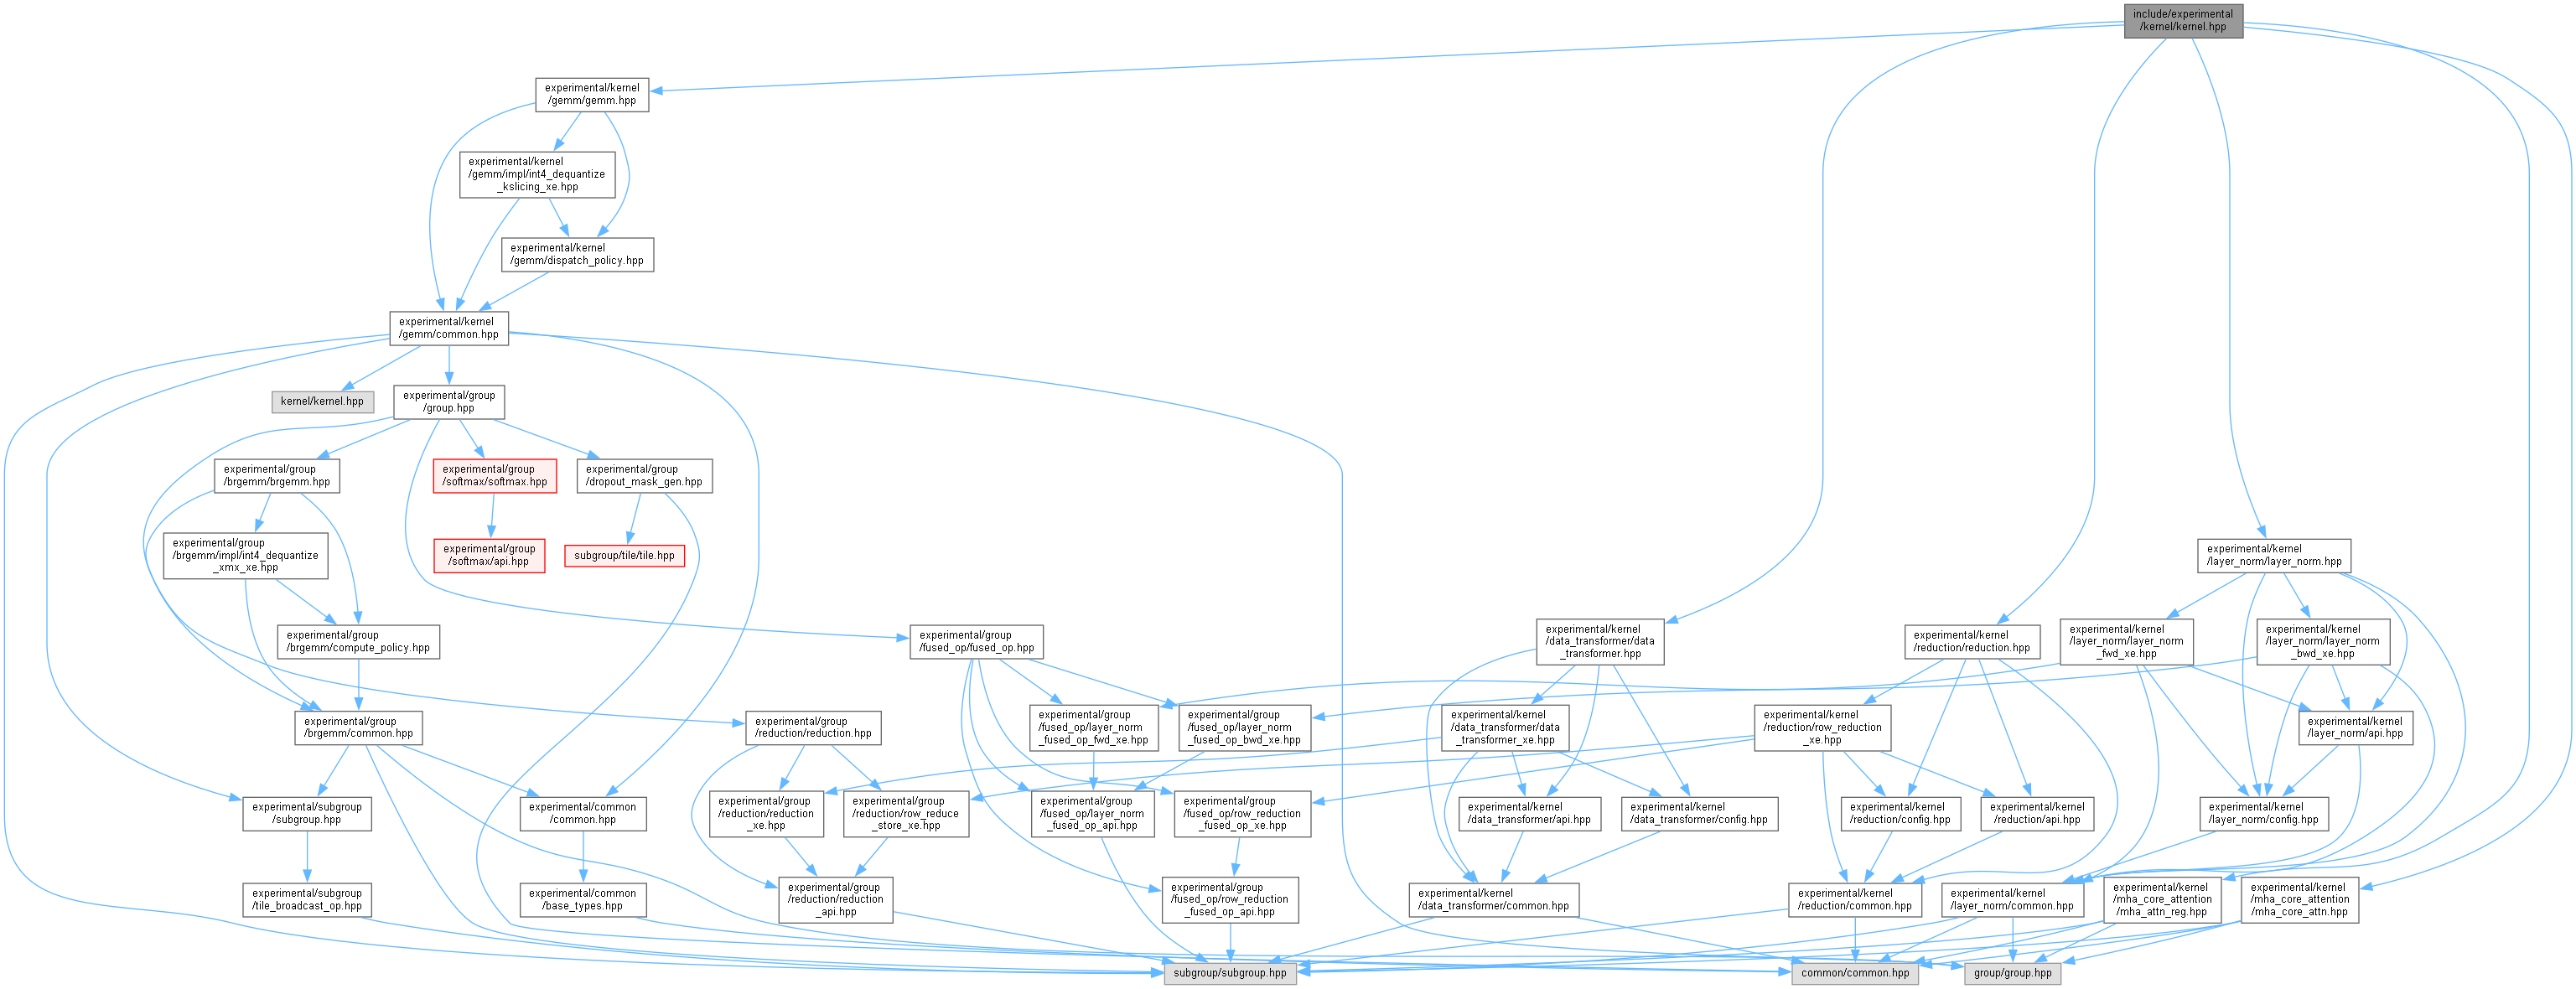 include/experimental
/kernel/kernel.hpp
experimental/kernel
/gemm/gemm.hpp
experimental/kernel
/gemm/impl/int4_dequantize
_kslicing_xe.hpp
experimental/kernel
/gemm/dispatch_policy.hpp
experimental/kernel
/gemm/common.hpp
kernel/kernel.hpp
experimental/group
/group.hpp
experimental/group
/brgemm/brgemm.hpp
experimental/group
/softmax/softmax.hpp
experimental/group
/dropout_mask_gen.hpp
experimental/group
/brgemm/impl/int4_dequantize
_xmx_xe.hpp
experimental/group
/softmax/api.hpp
subgroup/tile/tile.hpp
experimental/kernel
/layer_norm/layer_norm.hpp
experimental/group
/brgemm/compute_policy.hpp
experimental/group
/fused_op/fused_op.hpp
experimental/kernel
/data_transformer/data
_transformer.hpp
experimental/kernel
/reduction/reduction.hpp
experimental/kernel
/layer_norm/layer_norm
_fwd_xe.hpp
experimental/kernel
/layer_norm/layer_norm
_bwd_xe.hpp
experimental/group
/brgemm/common.hpp
experimental/group
/reduction/reduction.hpp
experimental/group
/fused_op/layer_norm
_fused_op_fwd_xe.hpp
experimental/group
/fused_op/layer_norm
_fused_op_bwd_xe.hpp
experimental/kernel
/data_transformer/data
_transformer_xe.hpp
experimental/kernel
/reduction/row_reduction
_xe.hpp
experimental/kernel
/layer_norm/api.hpp
experimental/subgroup
/subgroup.hpp
experimental/common
/common.hpp
experimental/group
/reduction/reduction
_xe.hpp
experimental/group
/reduction/row_reduce
_store_xe.hpp
experimental/group
/fused_op/layer_norm
_fused_op_api.hpp
experimental/group
/fused_op/row_reduction
_fused_op_xe.hpp
experimental/kernel
/data_transformer/api.hpp
experimental/kernel
/data_transformer/config.hpp
experimental/kernel
/reduction/config.hpp
experimental/kernel
/reduction/api.hpp
experimental/kernel
/layer_norm/config.hpp
experimental/subgroup
/tile_broadcast_op.hpp
experimental/common
/base_types.hpp
experimental/group
/reduction/reduction
_api.hpp
experimental/group
/fused_op/row_reduction
_fused_op_api.hpp
experimental/kernel
/data_transformer/common.hpp
experimental/kernel
/reduction/common.hpp
experimental/kernel
/layer_norm/common.hpp
experimental/kernel
/mha_core_attention
/mha_attn_reg.hpp
experimental/kernel
/mha_core_attention
/mha_core_attn.hpp
subgroup/subgroup.hpp
common/common.hpp
group/group.hpp